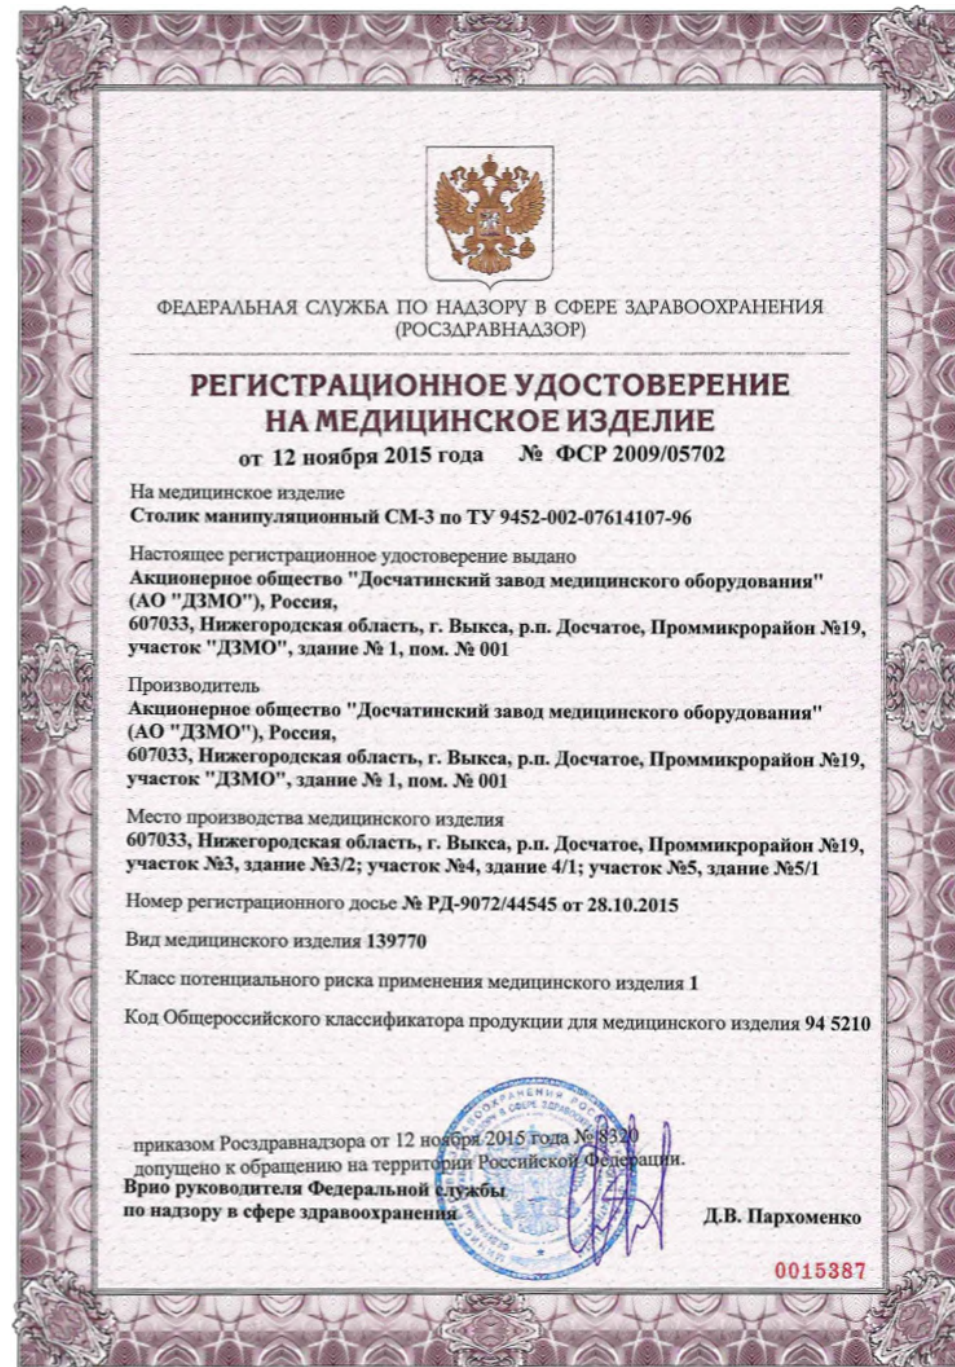 ФЕДЕРАЛЬНАЯ СЛУЖБА ПО НАДЗОРУ В СФЕРЕ ЗДРАВООХРАНЕНИЯ
(РОСЗДРАВНАДЗОР)
РЕГИСТРАЦИОННОЕ УДОСТОВЕРЕНИЕ
НА МЕДИЦИНСКОЕ ИЗДЕЛИЕ
от 12 ноября 2015 года № ФСР 2009/05702
На медицинское изделие
Столик манипуляционный СМ-3 по ТУ 9452-002-07614107-96
Настоящее регистрационное удостоверение выдано
Акционерное общество "Досчатинский завод медицинского оборудования"
(АО "ДЗМО"), Россия,
607033, Нижегородская область, г. Выкса, р.п. Досчатое, Проммикрорайон №19,
участок "ДЗМО", здание № 1, пом. № 001
Производитель
Акционерное общество "Досчатинский завод медицинского оборудования"
(АО "ДЗМО"), Россия,
607033, Нижегородская область, г. Выкса, р.п. Досчатое, Проммикрорайон №19,
участок "ДЗМО", здание № 1, пом. № 001
Место производства медицинского изделия
607033, Нижегородская область, г. Выкса, р.п. Досчатое, Проммикрорайон №19,
участок №3, здание №3/2; участок №4, здание 4/1; участок №5, здание №5/1
Номер регистрационного досье № РД-9072/44545 от 28.10.2015
Вид медицинского изделия 139770
Класс потенциального риска применения медицинского изделия 1
Код Общероссийского классификатора продукции для медицинского изделия 94 5210
приказом Росздравнадзора от 12 ноября 2015 года № 8320
допущено к обращению на территории Российской Федерации.
Врио руководителя Федеральной службы
по надзору в сфере здравоохранения
Д.В. Пархоменко
0015387